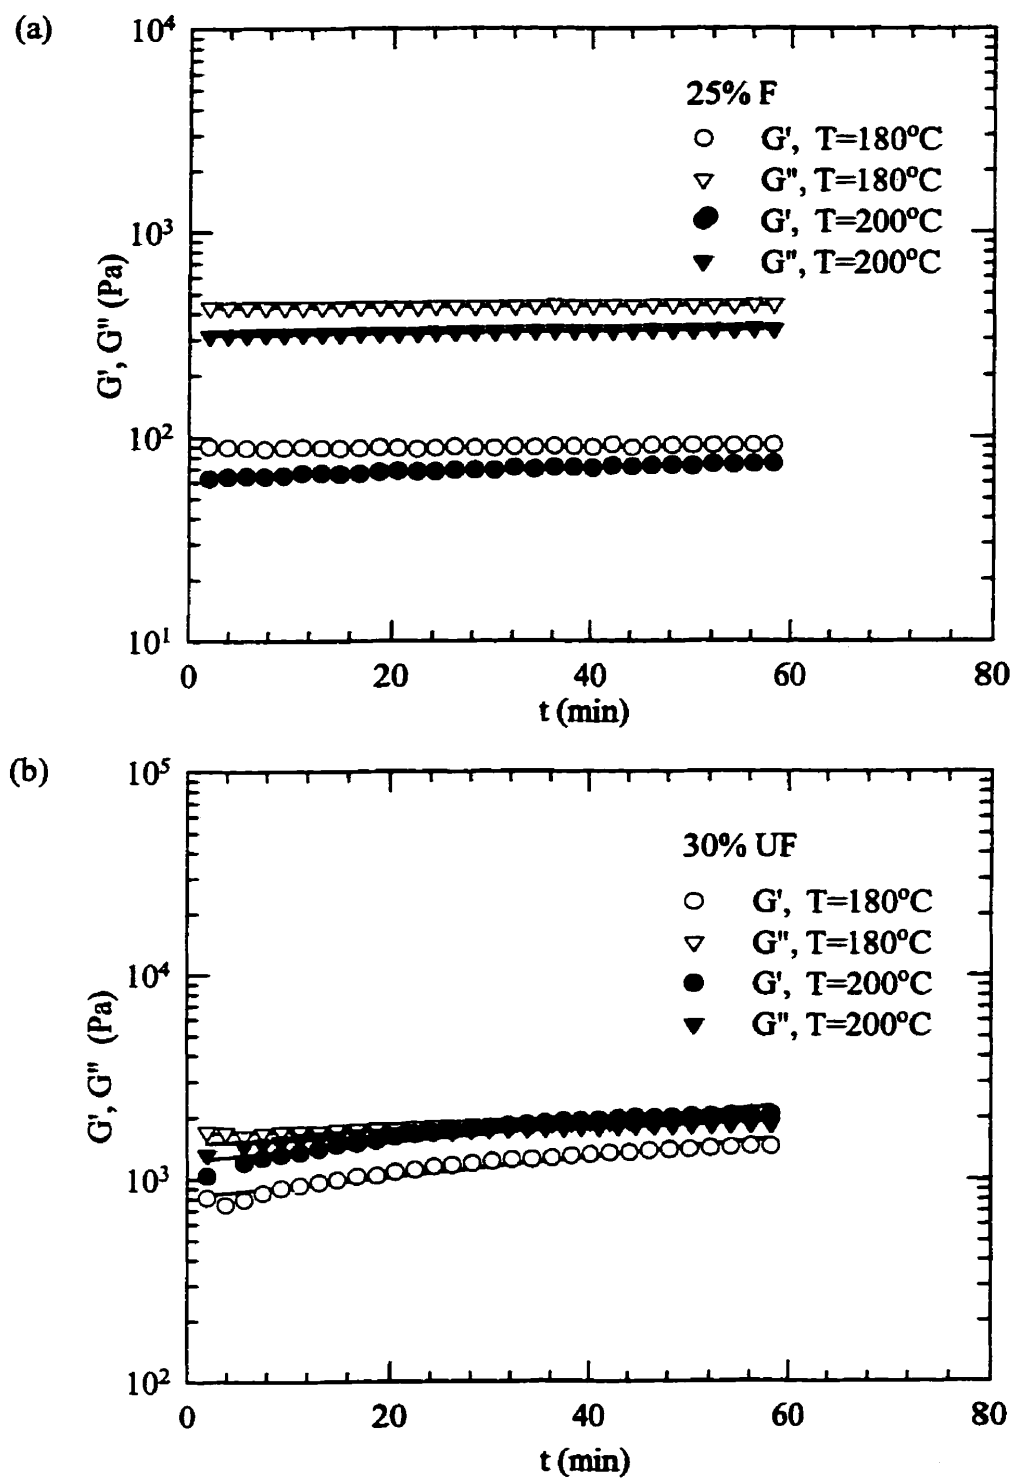 (a)
10⁴
25% F
G', T=180°C
G", T=180°C
G', T=200°C
G", T=200°C
10³
G', G" (Pa)
10²
10¹
0 20 40 60 80
t (min)
(b)
10⁵
30% UF
G', T=180°C
G", T=180°C
G', T=200°C
G", T=200°C
10⁴
G', G" (Pa)
10³
10²
0 20 40 60 80
t (min)